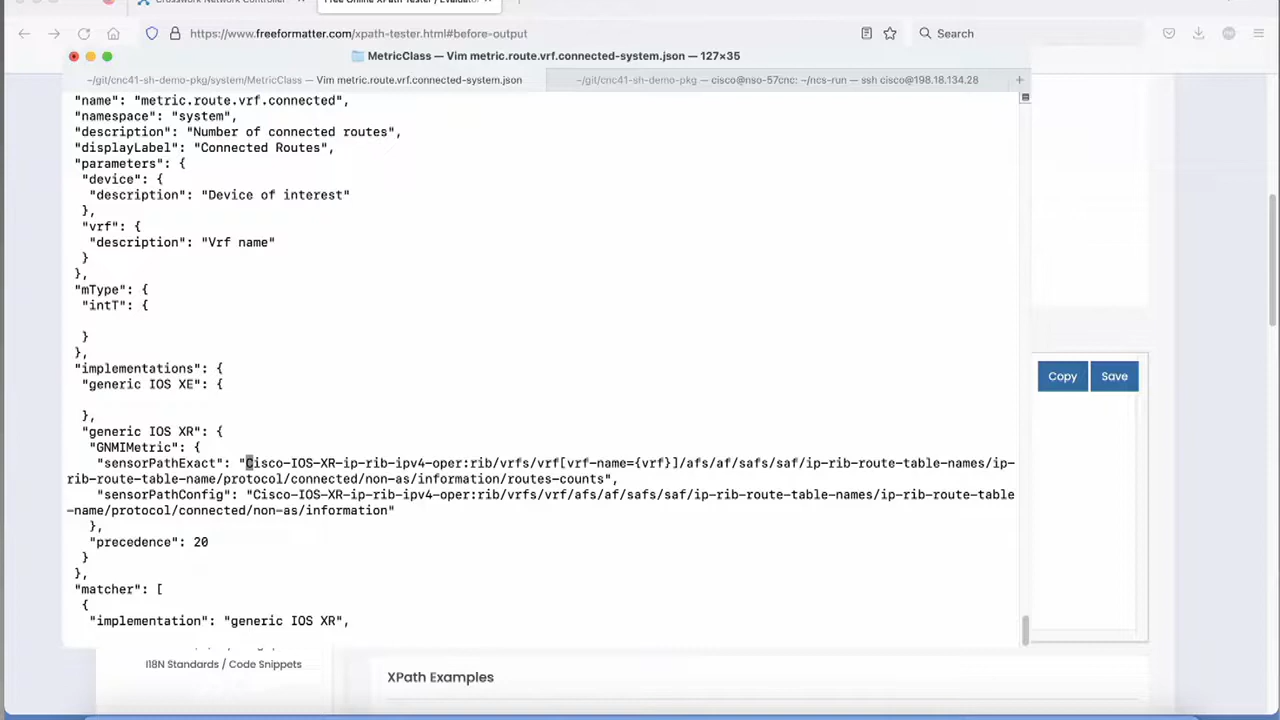 Crosswork Network Controller
Free Online XPath Tester / Evaluator
https://www.freeformatter.com/xpath-tester.html#before-output
Search
MetricClass — Vim metric.route.vrf.connected-system.json — 127×35
~/git/cnc41-sh-demo-pkg/system/MetricClass — Vim metric.route.vrf.connected-system.json
~/git/cnc41-sh-demo-pkg — cisco@nso-57cnc: ~/ncs-run — ssh cisco@198.18.134.28
"name": "metric.route.vrf.connected",
"namespace": "system",
"description": "Number of connected routes",
"displayLabel": "Connected Routes",
"parameters": {
"device": {
"description": "Device of interest"
},
"vrf": {
"description": "Vrf name"
}
},
"mType": {
"intT": {
}
},
"implementations": {
"generic IOS XE": {
},
"generic IOS XR": {
"GNMIMetric": {
"sensorPathExact": "Cisco-IOS-XR-ip-rib-ipv4-oper:rib/vrfs/vrf[vrf-name={vrf}]/afs/af/safs/saf/ip-rib-route-table-names/ip-
rib-route-table-name/protocol/connected/non-as/information/routes-counts",
"sensorPathConfig": "Cisco-IOS-XR-ip-rib-ipv4-oper:rib/vrfs/vrf/afs/af/safs/saf/ip-rib-route-table-names/ip-rib-route-table
-name/protocol/connected/non-as/information"
},
"precedence": 20
}
},
"matcher": [
{
"implementation": "generic IOS XR",
Copy
Save
I18N Standards / Code Snippets
XPath Examples